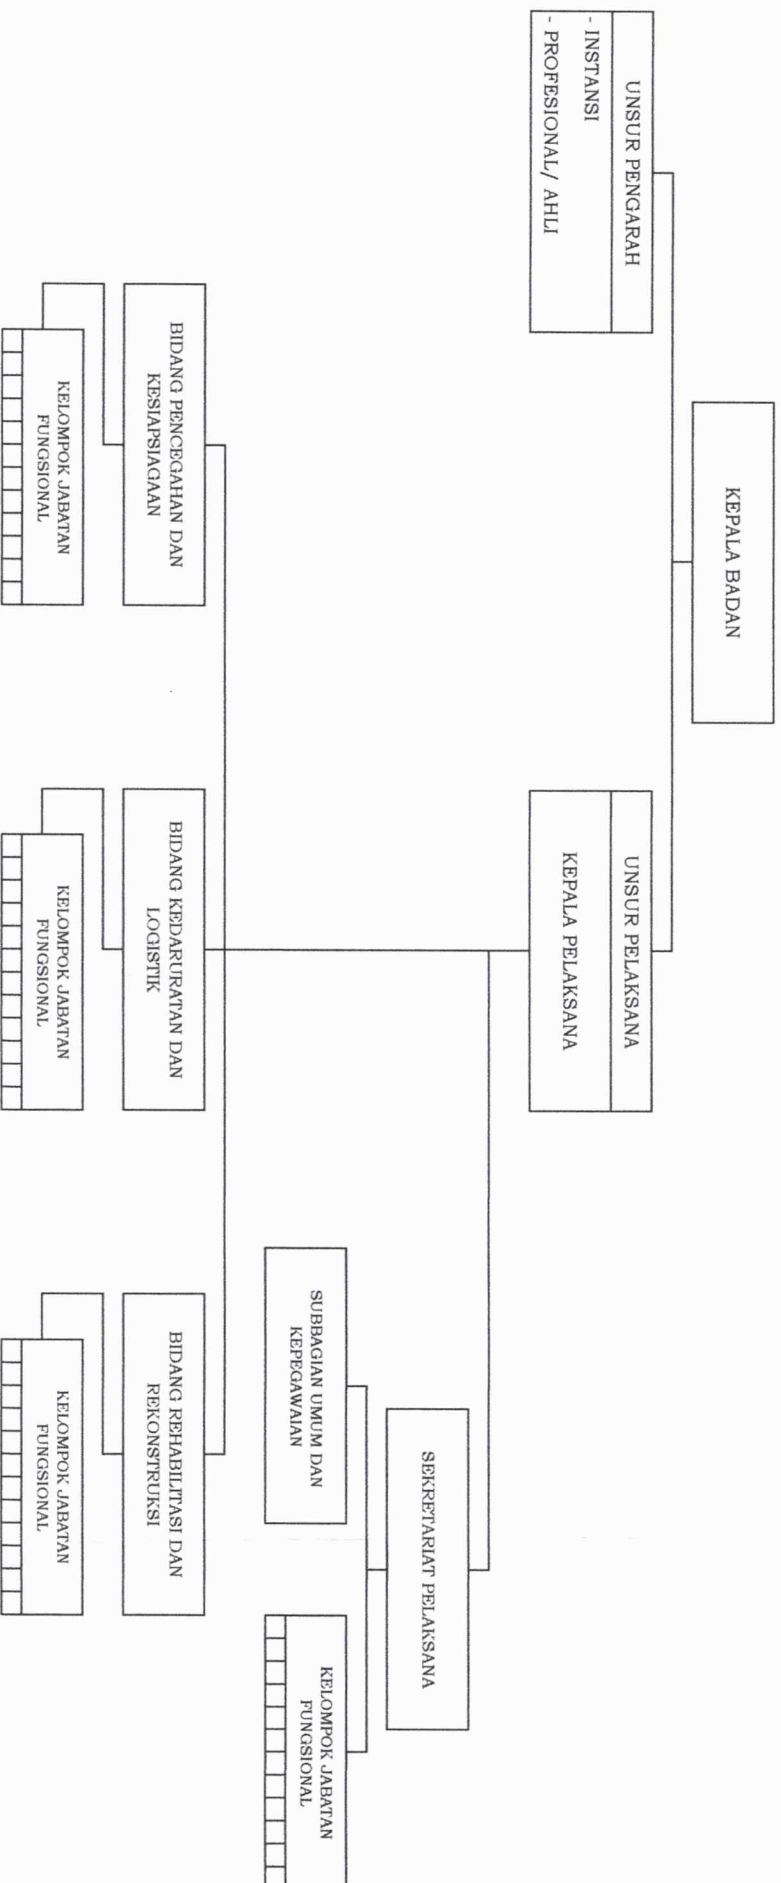 KEPALA BADAN
UNSUR PENGARAH
- INSTANSI
- PROFESIONAL/ AHLI
UNSUR PELAKSANA
KEPALA PELAKSANA
SEKRETARIAT PELAKSANA
SUBBAGIAN UMUM DAN
KEPEGAWAIAN
KELOMPOK JABATAN
FUNGSIONAL
BIDANG PENCEGAHAN DAN
KESIAPSIAGAAN
BIDANG KEDARURATAN DAN
LOGISTIK
BIDANG REHABILITASI DAN
REKONSTRUKSI
KELOMPOK JABATAN
FUNGSIONAL
KELOMPOK JABATAN
FUNGSIONAL
KELOMPOK JABATAN
FUNGSIONAL